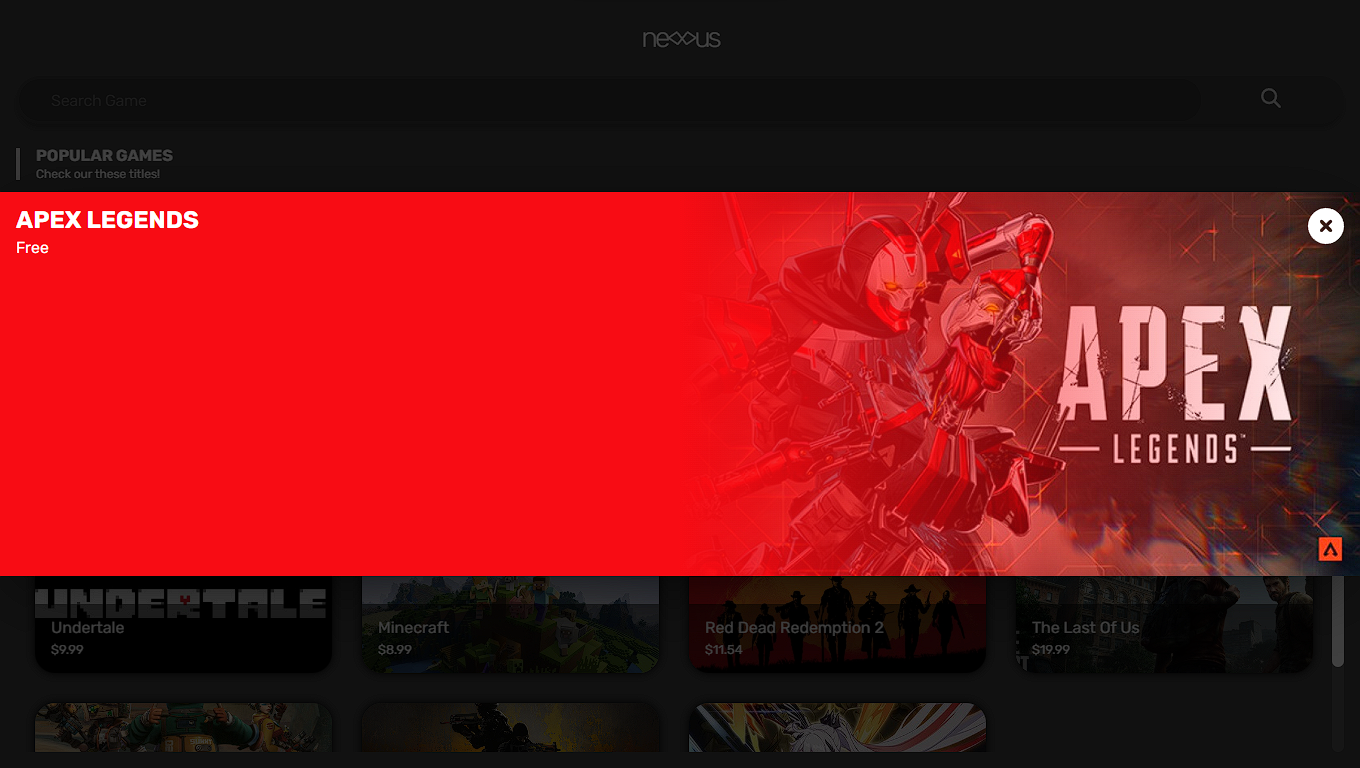 nexus
Search Game
POPULAR GAMES
Check our these titles!
APEX LEGENDS
Free
APEX
LEGENDS™
UNDERTALE
Undertale
$9.99
Minecraft
$8.99
Red Dead Redemption 2
$11.54
The Last Of Us
$19.99